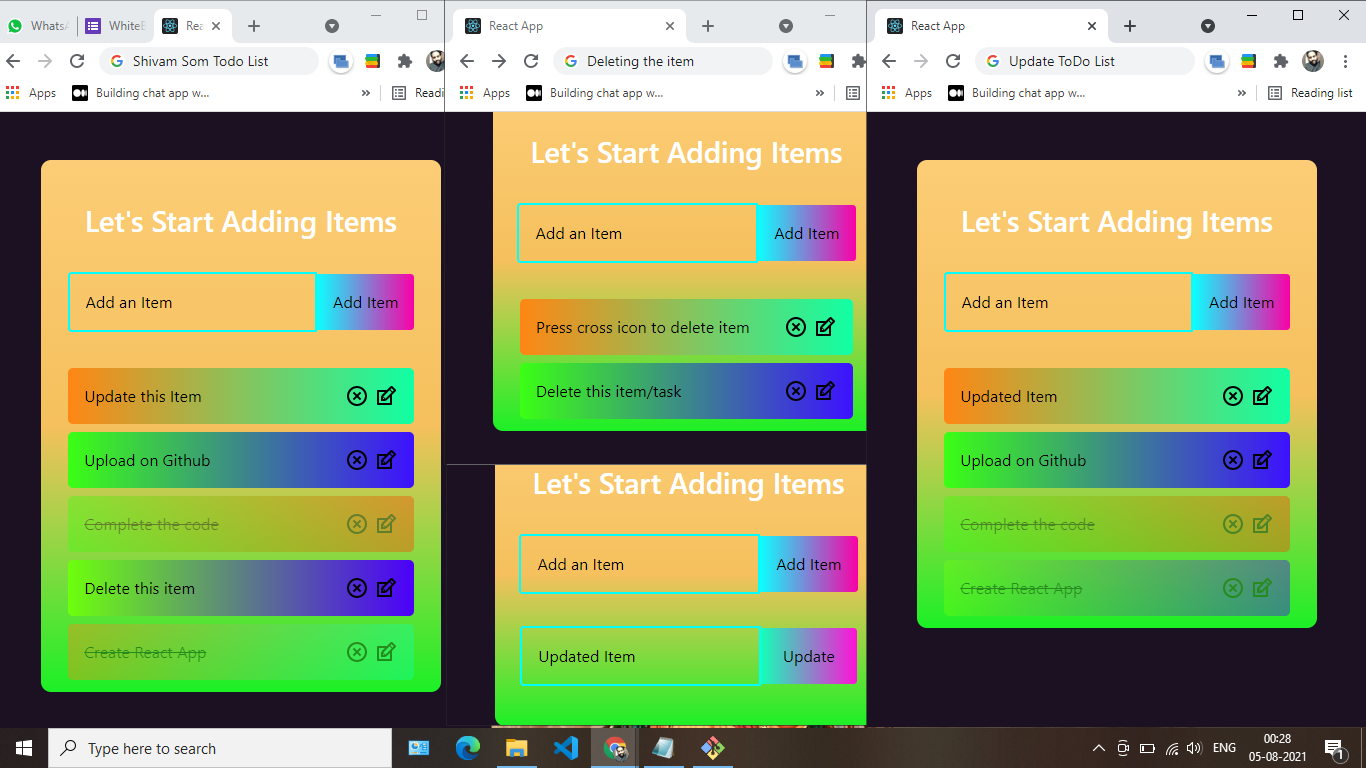 WhatsA
WhiteB
Rea
Shivam Som Todo List
Apps
Building chat app w...
»
Readi
Let's Start Adding Items
Add an Item
Add Item
Update this Item
Upload on Github
Complete the code
Delete this item
Create React App
React App
Deleting the item
Apps
Building chat app w...
»
Let's Start Adding Items
Add an Item
Add Item
Press cross icon to delete item
Delete this item/task
Let's Start Adding Items
Add an Item
Add Item
Updated Item
Update
React App
Update ToDo List
Apps
Building chat app w...
»
Reading list
Let's Start Adding Items
Add an Item
Add Item
Updated Item
Upload on Github
Complete the code
Create React App
Type here to search
ENG
00:28
05-08-2021
1